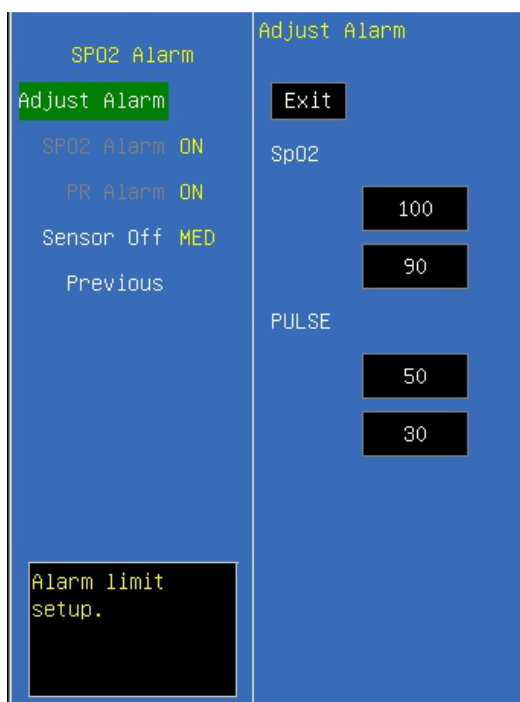 SPO2 Alarm
Adjust Alarm
SPO2 Alarm ON
PR Alarm ON
Sensor Off MED
Previous
Alarm limit
setup.
Adjust Alarm
Exit
SpO2
100
90
PULSE
50
30